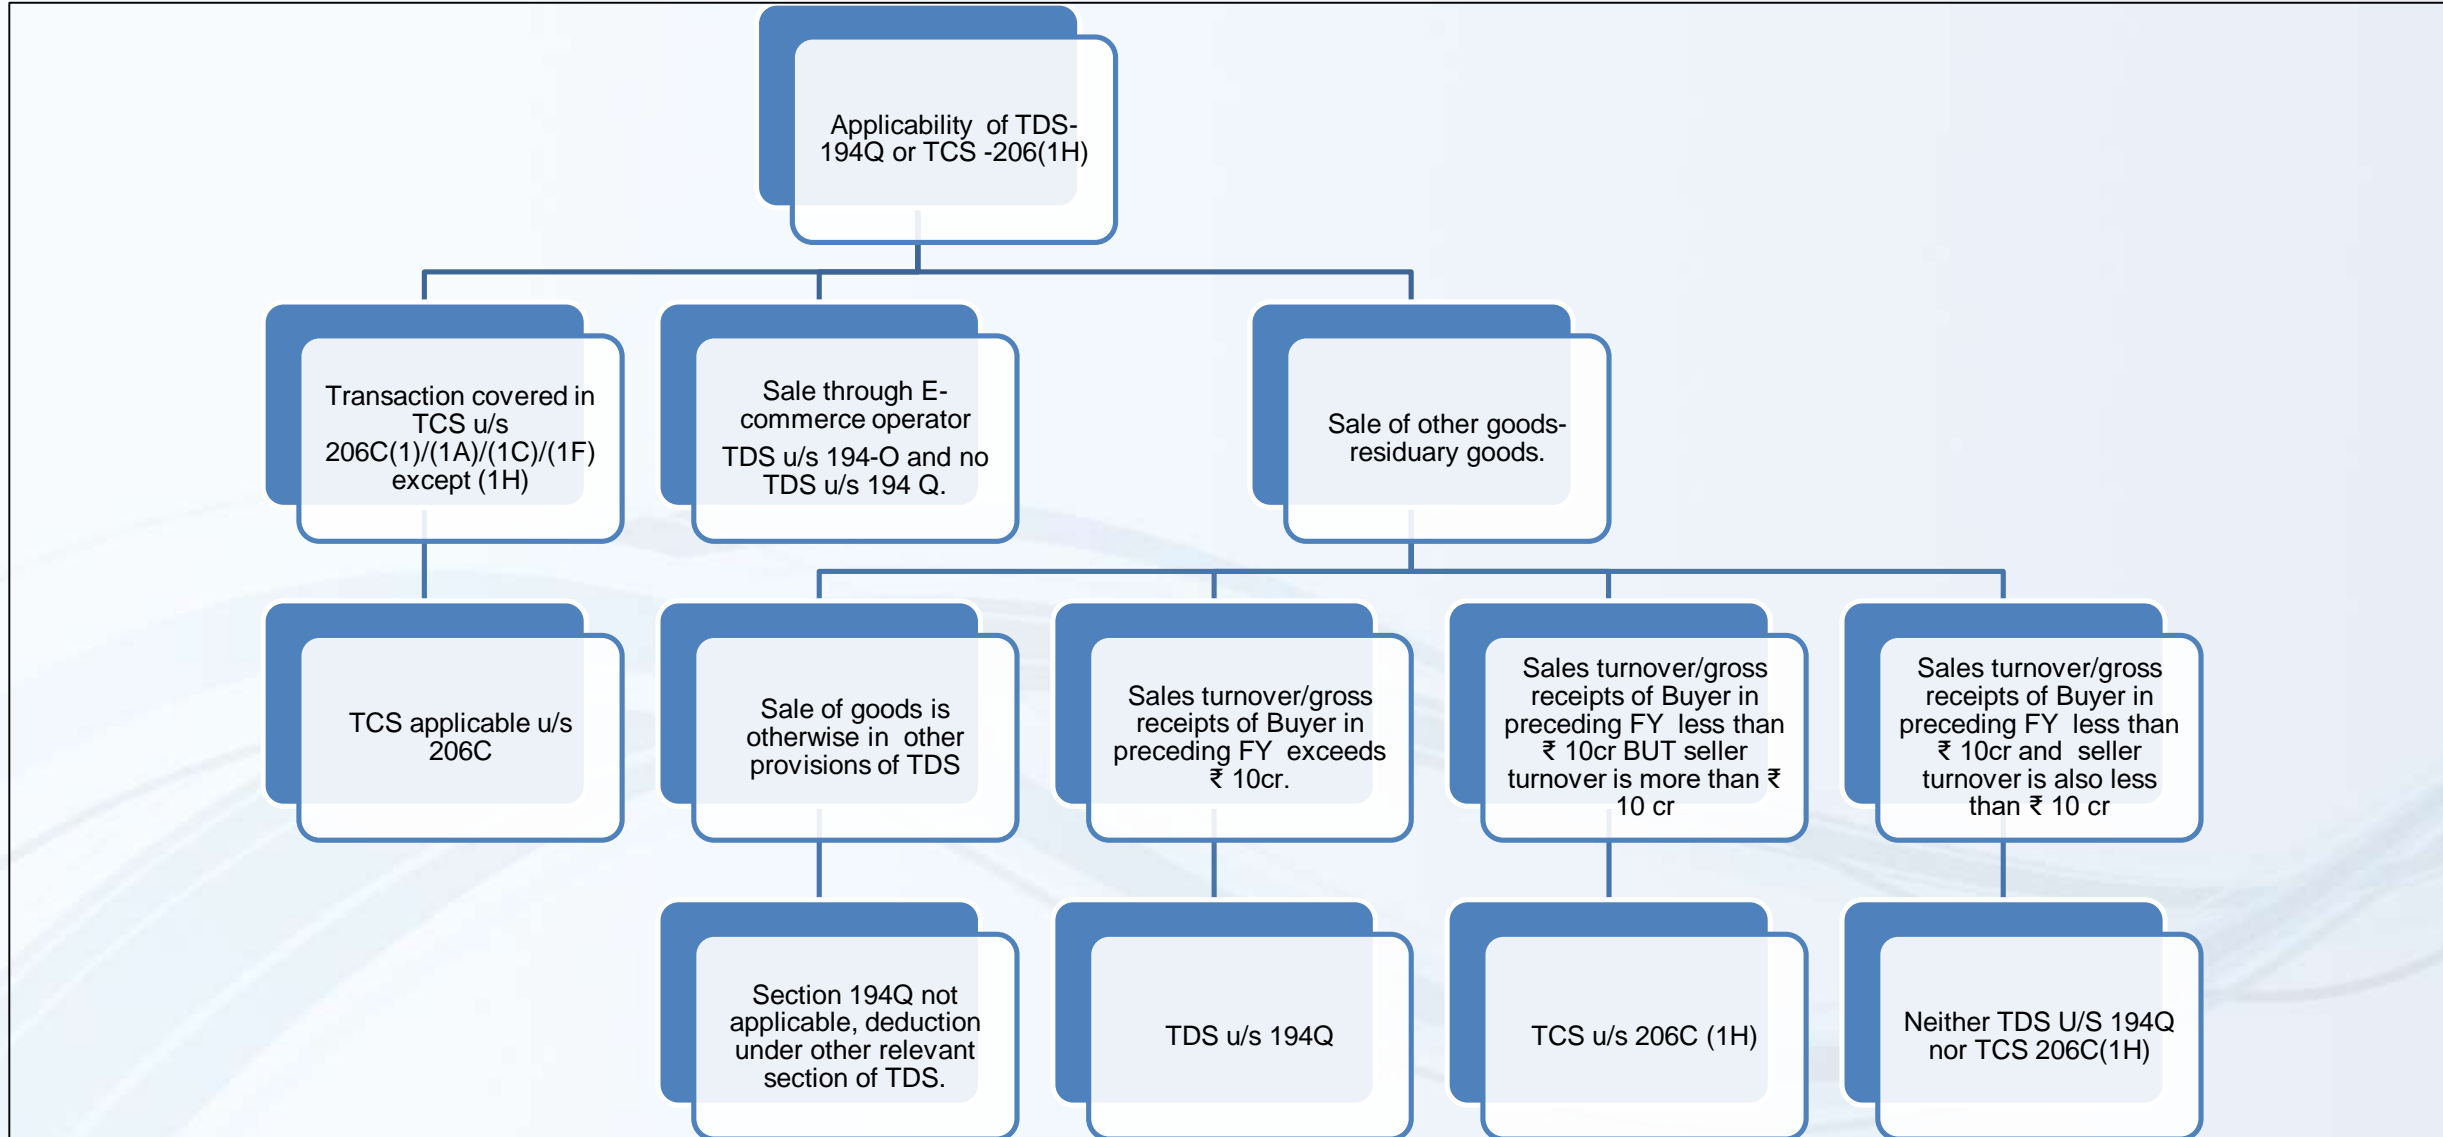 Applicability of TDS-
194Q or TCS -206(1H)
Transaction covered in
TCS u/s
206C(1)/(1A)/(1C)/(1F)
except (1H)
Sale through E-
commerce operator
TDS u/s 194-O and no
TDS u/s 194 Q.
Sale of other goods-
residuary goods.
TCS applicable u/s
206C
Sale of goods is
otherwise in other
provisions of TDS
Sales turnover/gross
receipts of Buyer in
preceding FY exceeds
₹ 10cr.
Sales turnover/gross
receipts of Buyer in
preceding FY less than
₹ 10cr BUT seller
turnover is more than ₹
10 cr
Sales turnover/gross
receipts of Buyer in
preceding FY less than
₹ 10cr and seller
turnover is also less
than ₹ 10 cr
Section 194Q not
applicable, deduction
under other relevant
section of TDS.
TDS u/s 194Q
TCS u/s 206C (1H)
Neither TDS U/S 194Q
nor TCS 206C(1H)